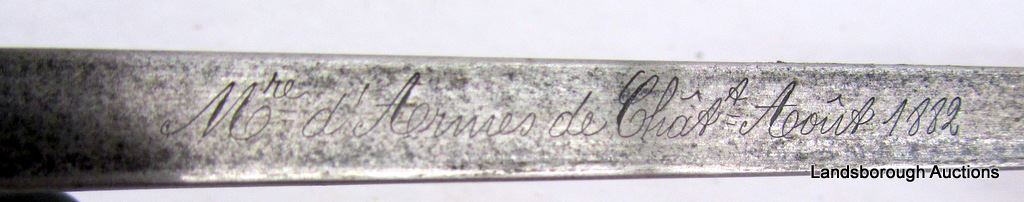 Mre d'Armes de Chât.t Août 1882
Landsborough Auctions